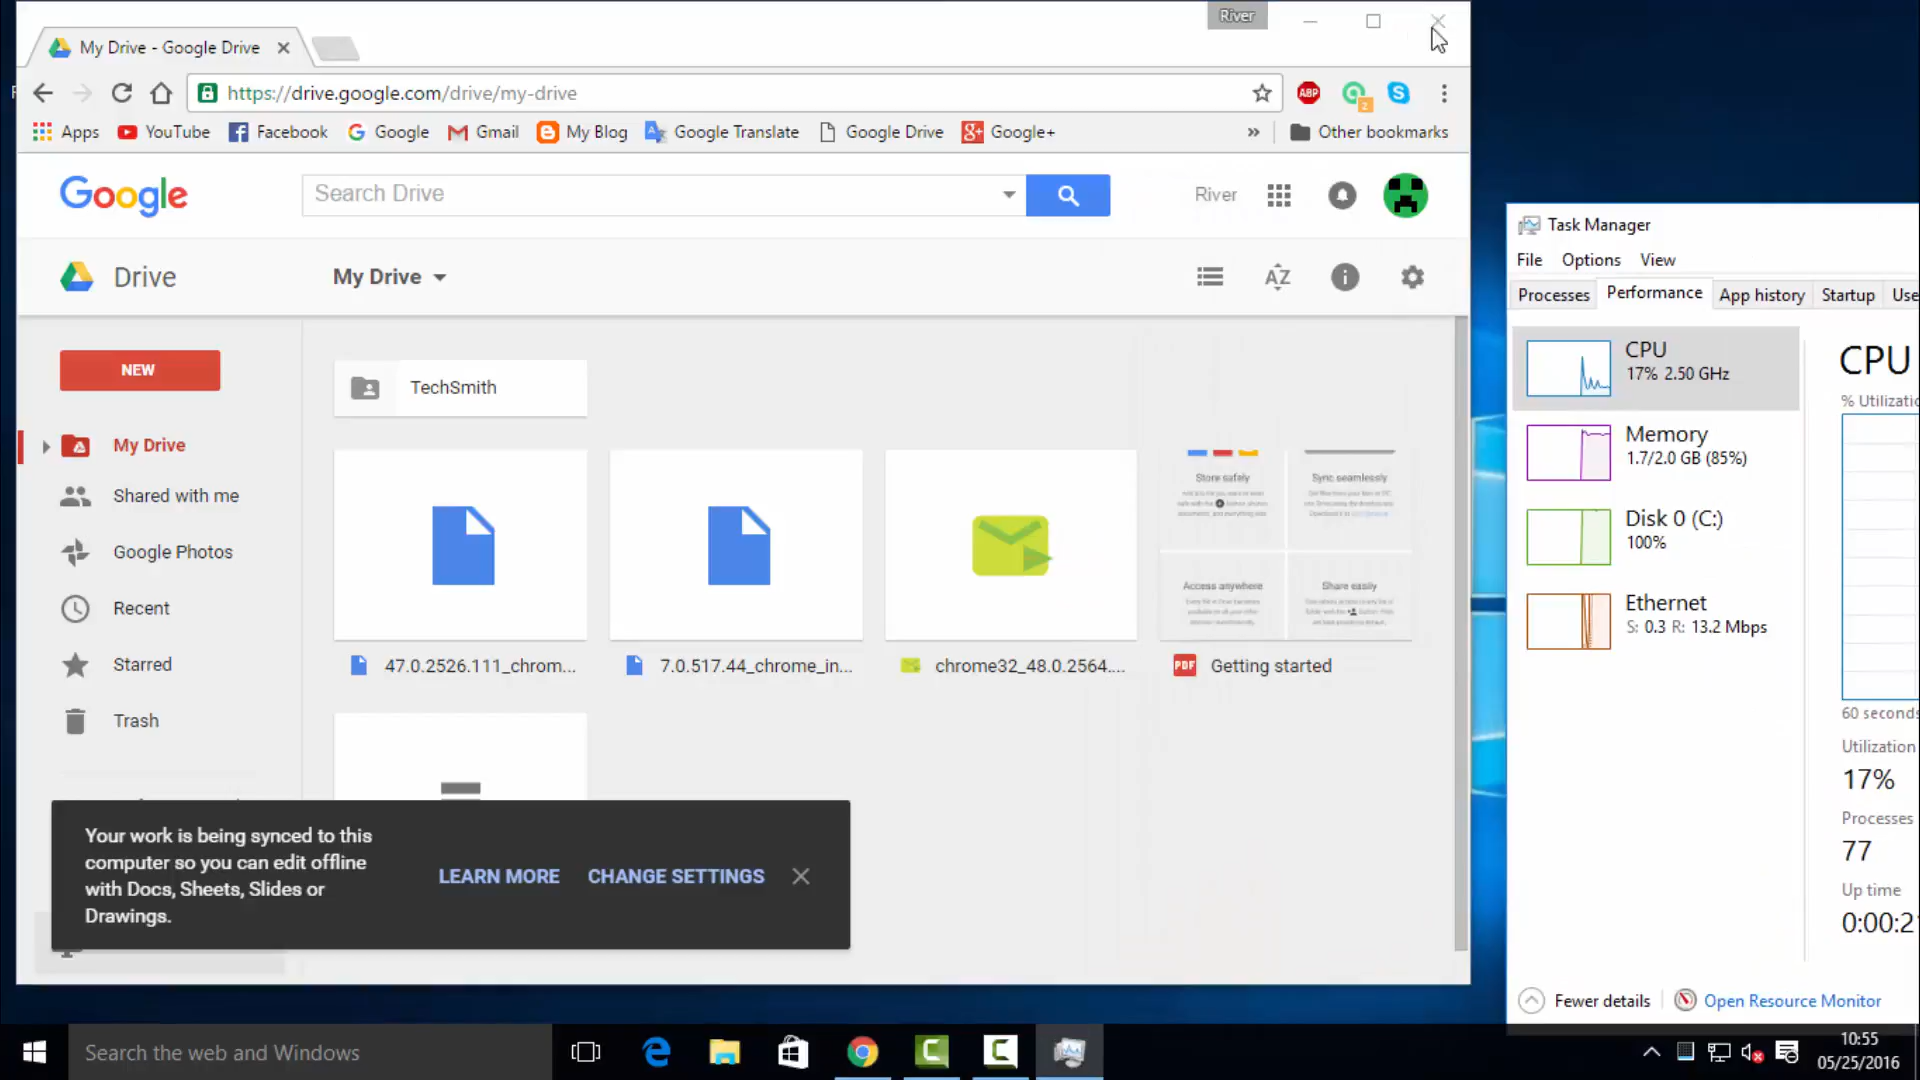 River
My Drive - Google Drive
https://drive.google.com/drive/my-drive
ABP
2
Apps YouTube Facebook Google Gmail My Blog Google Translate Google Drive Google+ » Other bookmarks
Google
Search Drive
River
Drive
My Drive
AZ
NEW
My Drive
Shared with me
Google Photos
Recent
Starred
Trash
TechSmith
Store safely
Sync seamlessly
Access anywhere
Share easily
47.0.2526.111_chrom...
7.0.517.44_chrome_in...
chrome32_48.0.2564....
PDF Getting started
Your work is being synced to this
computer so you can edit offline
with Docs, Sheets, Slides or
Drawings.
LEARN MORE
CHANGE SETTINGS
Task Manager
File Options View
Processes Performance App history Startup Use
CPU
17% 2.50 GHz
Memory
1.7/2.0 GB (85%)
Disk 0 (C:)
100%
Ethernet
S: 0.3 R: 13.2 Mbps
CPU
% Utilizatio
60 seconds
Utilization
17%
Processes
77
Up time
0:00:2
Fewer details
Open Resource Monitor
Search the web and Windows
10:55
05/25/2016